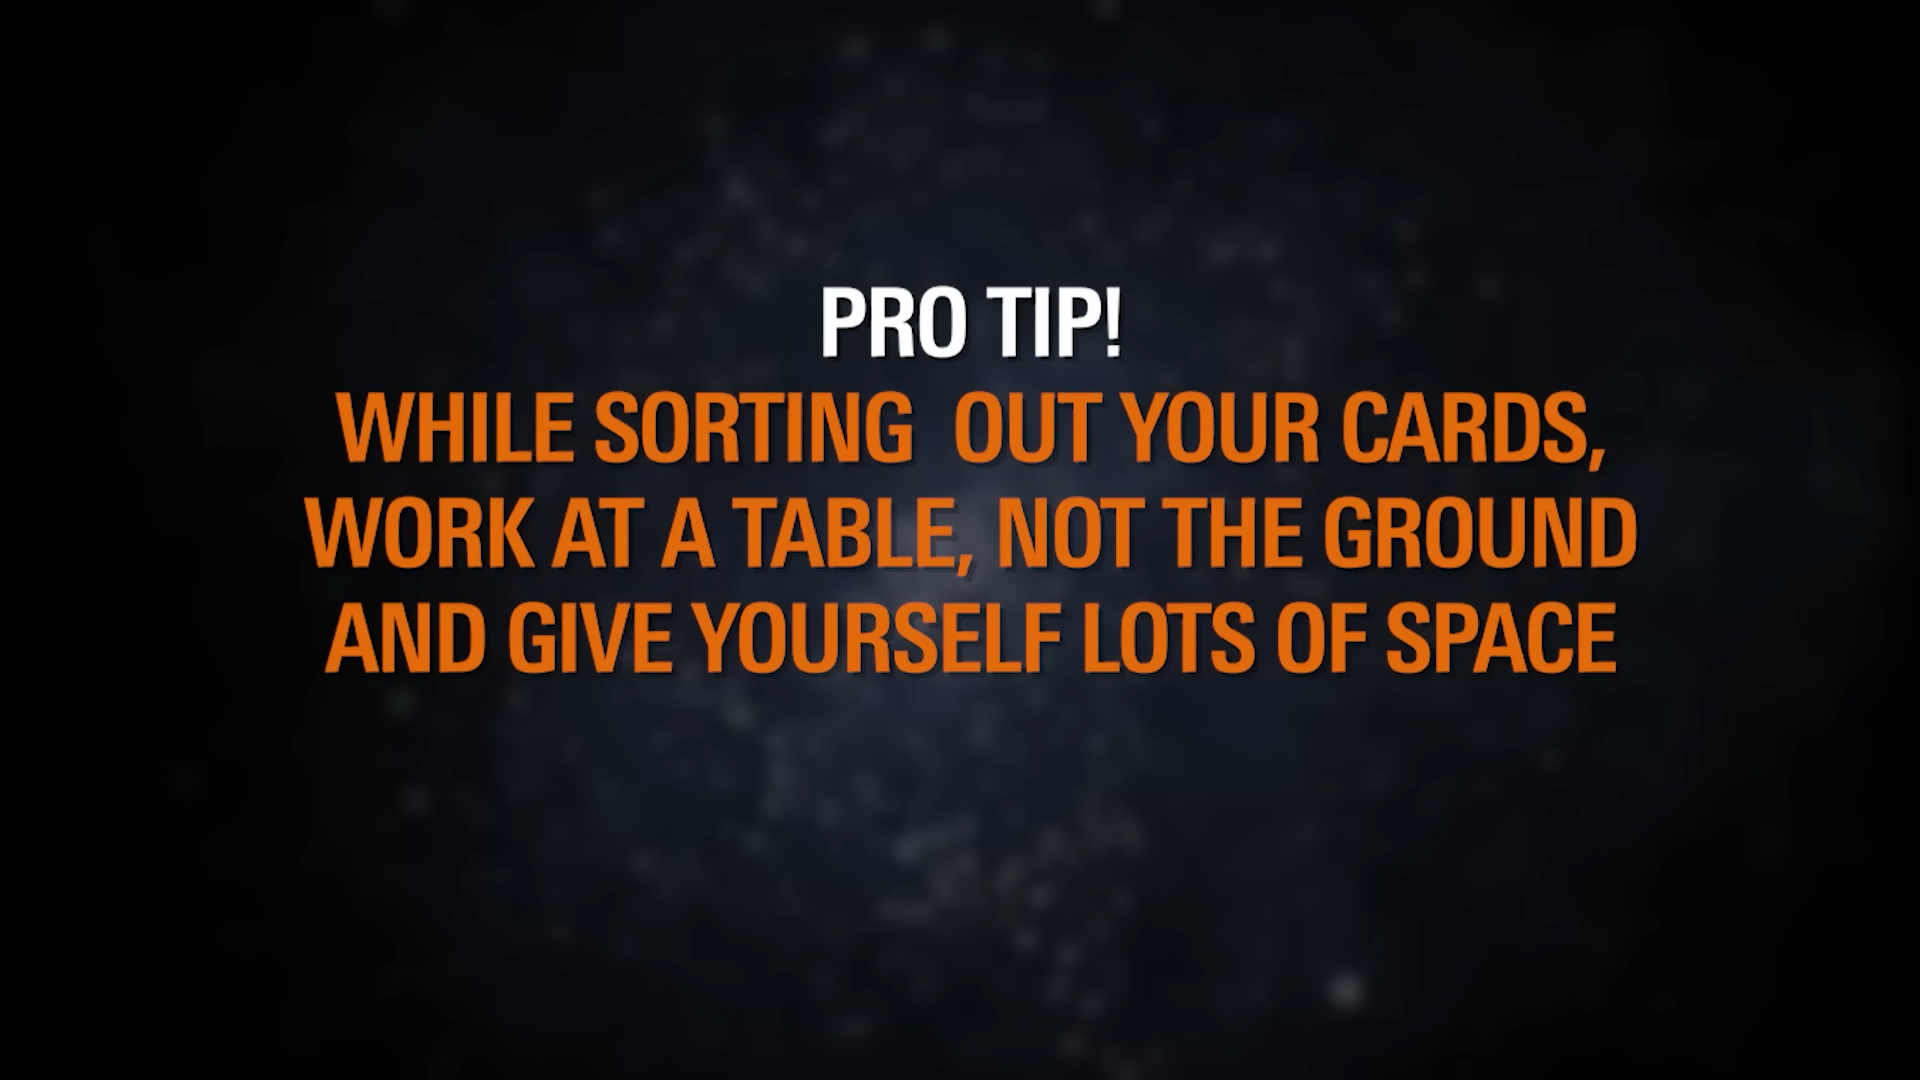 PRO TIP!
WHILE SORTING  OUT YOUR CARDS,
WORK AT A TABLE, NOT THE GROUND
AND GIVE YOURSELF LOTS OF SPACE